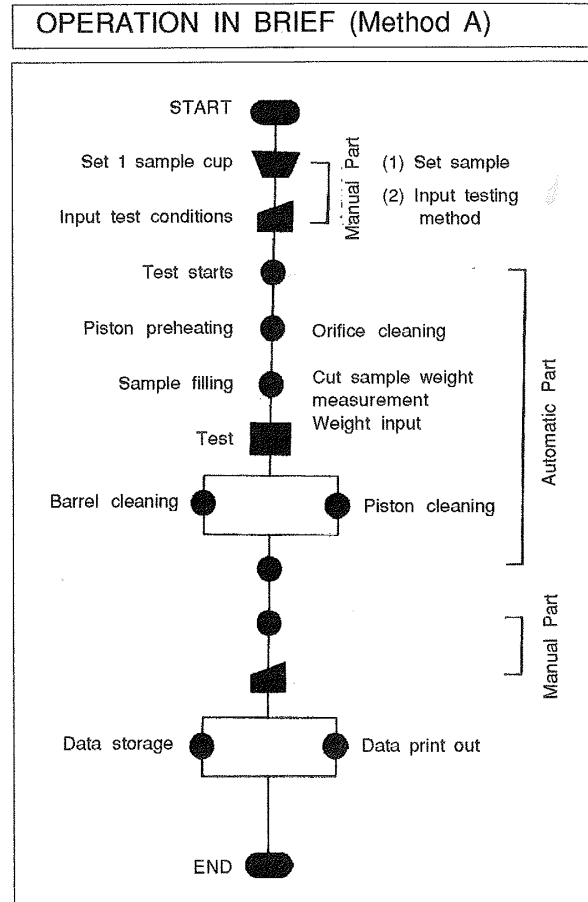 OPERATION IN BRIEF (Method A)
START
Set 1 sample cup
Manual Part
(1) Set sample
(2) Input testing
method
Input test conditions
Test starts
Piston preheating
Orifice cleaning
Sample filling
Cut sample weight
measurement
Weight input
Test
Automatic Part
Barrel cleaning
Piston cleaning
Manual Part
Data storage
Data print out
END